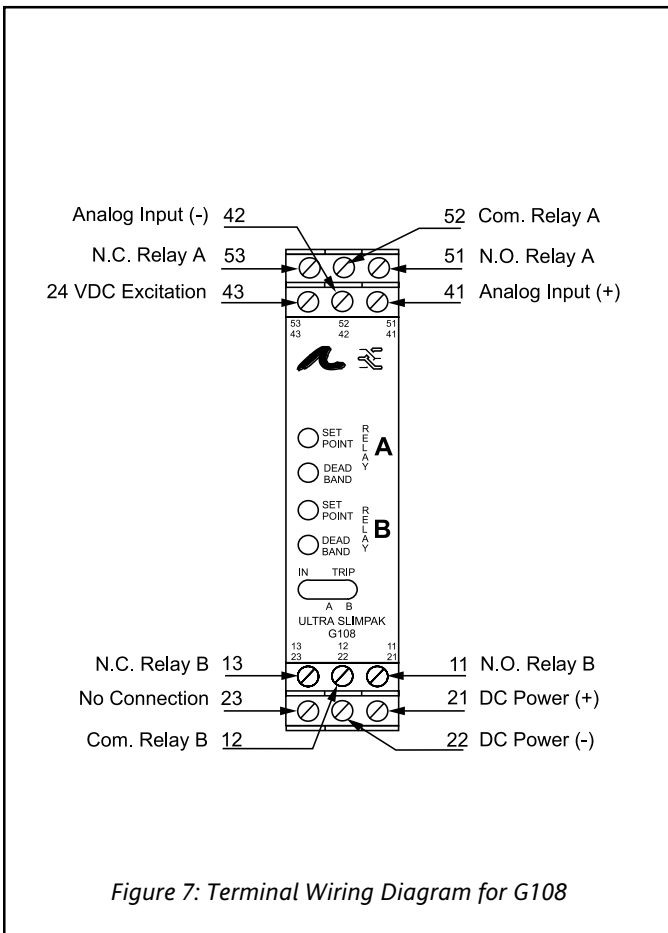 Analog Input (-) 42
52 Com. Relay A
N.C. Relay A 53
51 N.O. Relay A
24 VDC Excitation 43
41 Analog Input (+)
53 52 51
43 42 41
SET POINT
DEAD BAND
RELAY
A
SET POINT
DEAD BAND
RELAY
B
IN TRIP
A B
ULTRA SLIMPAK
G108
13 12 11
23 22 21
N.C. Relay B 13
11 N.O. Relay B
No Connection 23
21 DC Power (+)
Com. Relay B 12
22 DC Power (-)
Figure 7: Terminal Wiring Diagram for G108